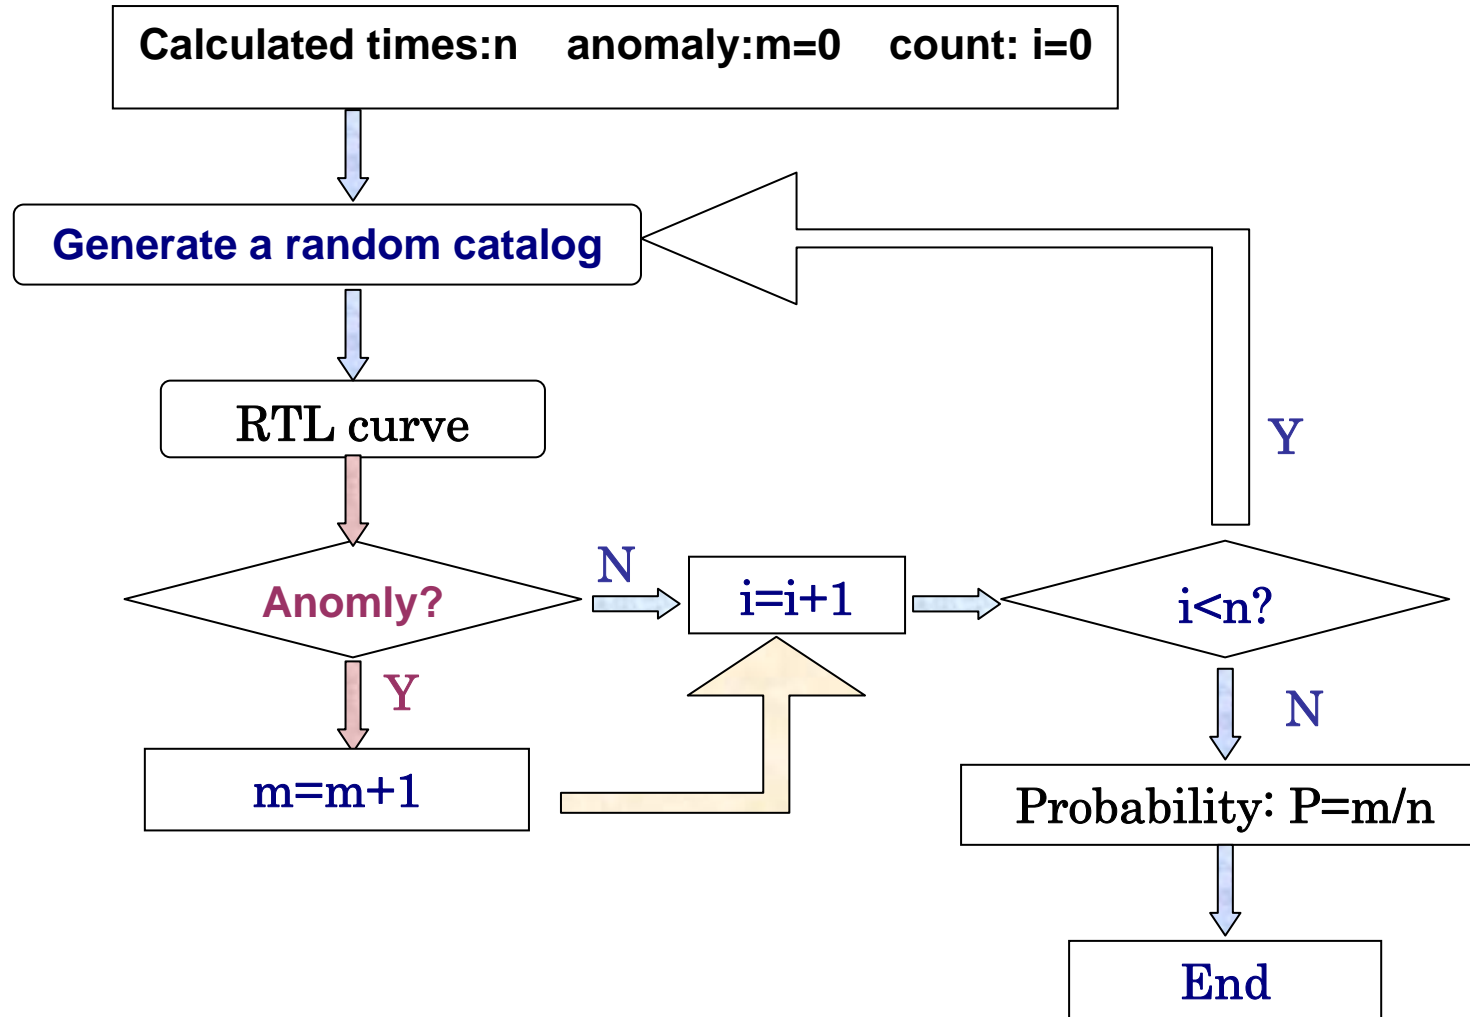 Calculated times:n anomaly:m=0 count: i=0
Generate a random catalog
RTL curve
Y
Anomly?
N
i=i+1
i<n?
Y
N
m=m+1
Probability: P=m/n
End